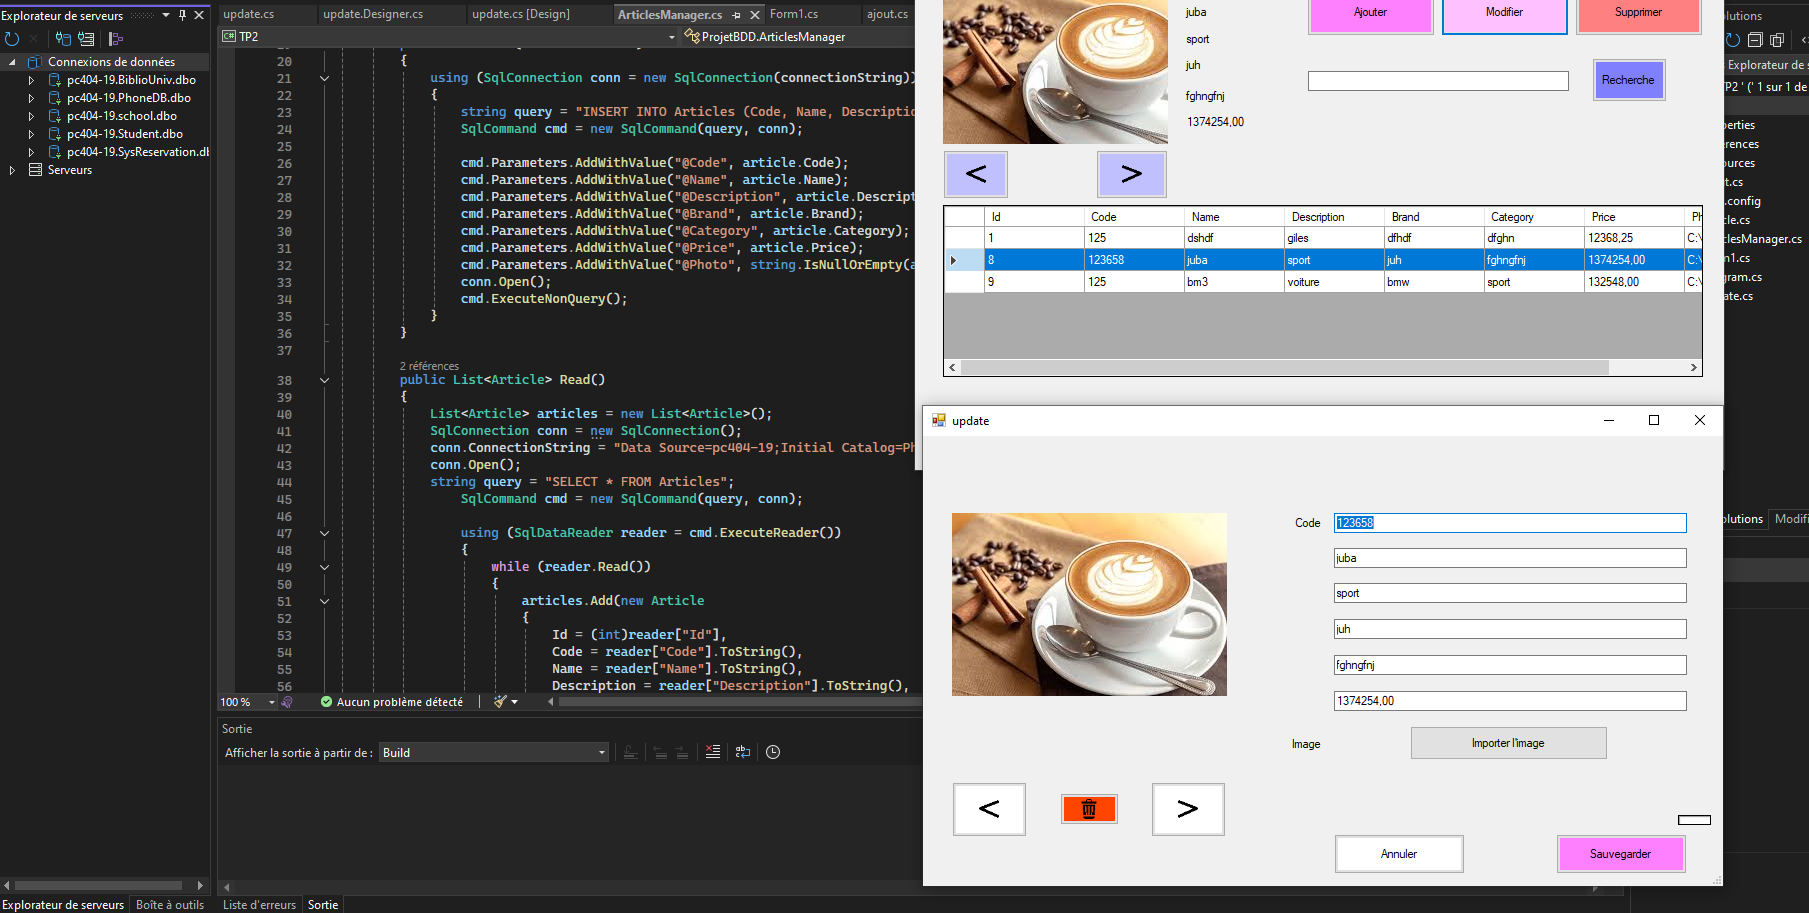 Explorateur de serveurs
Connexions de données
pc404-19.BiblioUniv.dbo
pc404-19.PhoneDB.dbo
pc404-19.school.dbo
pc404-19.Student.dbo
pc404-19.SysReservation.db
Serveurs
update.cs
update.Designer.cs
update.cs [Design]
ArticlesManager.cs
Form1.cs
ajout.cs
C# TP2
ProjetBDD.ArticlesManager
20 {
21 using (SqlConnection conn = new SqlConnection(connectionString))
22 {
23 string query = "INSERT INTO Articles (Code, Name, Description
24 SqlCommand cmd = new SqlCommand(query, conn);
25
26 cmd.Parameters.AddWithValue("@Code", article.Code);
27 cmd.Parameters.AddWithValue("@Name", article.Name);
28 cmd.Parameters.AddWithValue("@Description", article.Descript
29 cmd.Parameters.AddWithValue("@Brand", article.Brand);
30 cmd.Parameters.AddWithValue("@Category", article.Category);
31 cmd.Parameters.AddWithValue("@Price", article.Price);
32 cmd.Parameters.AddWithValue("@Photo", string.IsNullOrEmpty(a
33 conn.Open();
34 cmd.ExecuteNonQuery();
35 }
36 }
37
2 références
38 public List<Article> Read()
39 {
40 List<Article> articles = new List<Article>();
41 SqlConnection conn = new SqlConnection();
42 conn.ConnectionString = "Data Source=pc404-19;Initial Catalog=Ph
43 conn.Open();
44 string query = "SELECT * FROM Articles";
45 SqlCommand cmd = new SqlCommand(query, conn);
46
47 using (SqlDataReader reader = cmd.ExecuteReader())
48 {
49 while (reader.Read())
50 {
51 articles.Add(new Article
52 {
53 Id = (int)reader["Id"],
54 Code = reader["Code"].ToString(),
55 Name = reader["Name"].ToString(),
56 Description = reader["Description"].ToString(),
100 %
Aucun problème détecté
Sortie
Afficher la sortie à partir de : Build
Explorateur de serveurs
Boîte à outils
Liste d'erreurs
Sortie
juba
sport
juh
fghngfnj
1374254,00
Ajouter
Modifier
Supprimer
Recherche
<
>
Id Code Name Description Brand Category Price Ph
1 125 dshdf giles dfhdf dfghn 12368,25 C:\
8 123658 juba sport juh fghngfnj 1374254,00 C:\
9 125 bm3 voiture bmw sport 132548,00 C:\
update
Code 123658
juba
sport
juh
fghngfnj
1374254,00
Image
Importer l'image
<
>
Annuler
Sauvegarder
olutions
Explorateur de s
TP2 ' (' 1 sur 1 de
perties
rences
ources
t.cs
.config
cle.cs
clesManager.cs
m1.cs
gram.cs
ate.cs
olutions
Modifi